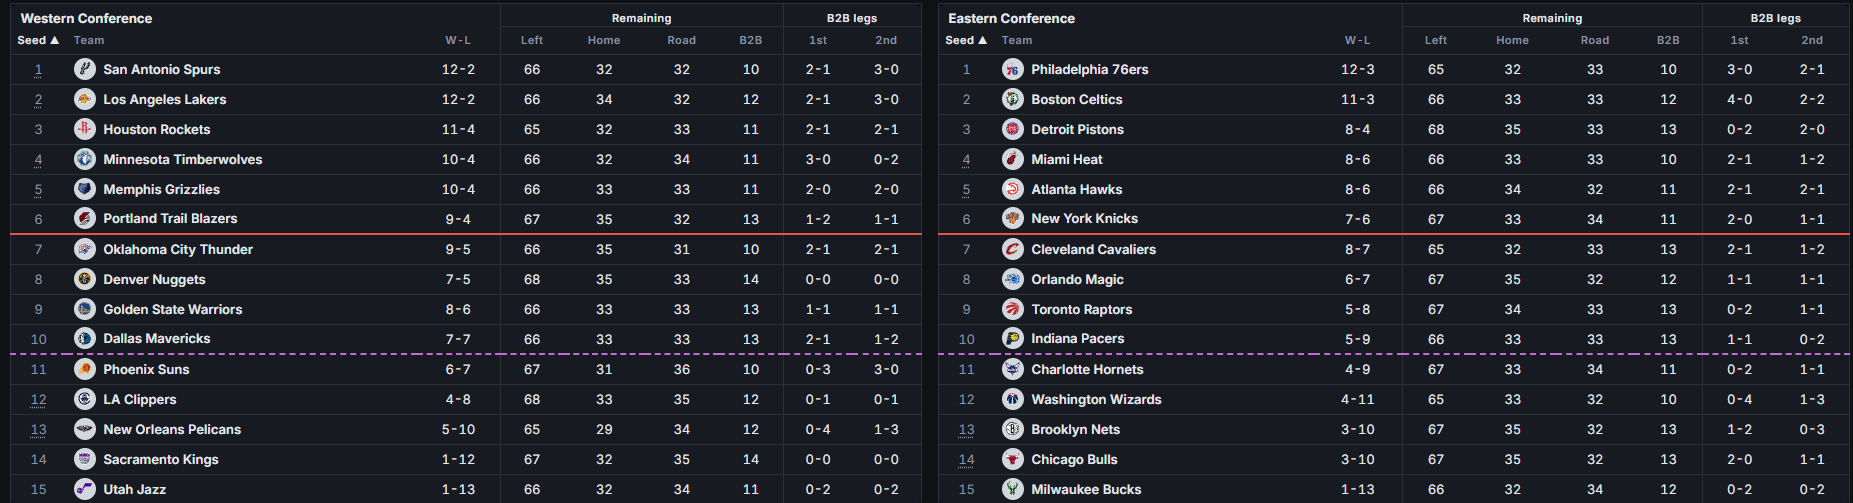 Western Conference Remaining B2B legs
Seed ▲ Team W-L Left Home Road B2B 1st 2nd
1 San Antonio Spurs 12-2 66 32 32 10 2-1 3-0
2 Los Angeles Lakers 12-2 66 34 32 12 2-1 3-0
3 Houston Rockets 11-4 65 32 33 11 2-1 2-1
4 Minnesota Timberwolves 10-4 66 32 34 11 3-0 0-2
5 Memphis Grizzlies 10-4 66 33 33 11 2-0 2-0
6 Portland Trail Blazers 9-4 67 35 32 13 1-2 1-1
7 Oklahoma City Thunder 9-5 66 35 31 10 2-1 2-1
8 Denver Nuggets 7-5 68 35 33 14 0-0 0-0
9 Golden State Warriors 8-6 66 33 33 13 1-1 1-1
10 Dallas Mavericks 7-7 66 33 33 13 2-1 1-2
11 Phoenix Suns 6-7 67 31 36 10 0-3 3-0
12 LA Clippers 4-8 68 33 35 12 0-1 0-1
13 New Orleans Pelicans 5-10 65 29 34 12 0-4 1-3
14 Sacramento Kings 1-12 67 32 35 14 0-0 0-0
15 Utah Jazz 1-13 66 32 34 11 0-2 0-2
Eastern Conference Remaining B2B legs
Seed ▲ Team W-L Left Home Road B2B 1st 2nd
1 Philadelphia 76ers 12-3 65 32 33 10 3-0 2-1
2 Boston Celtics 11-3 66 33 33 12 4-0 2-2
3 Detroit Pistons 8-4 68 35 33 13 0-2 2-0
4 Miami Heat 8-6 66 33 33 10 2-1 1-2
5 Atlanta Hawks 8-6 66 34 32 11 2-1 2-1
6 New York Knicks 7-6 67 33 34 11 2-0 1-1
7 Cleveland Cavaliers 8-7 65 32 33 13 2-1 1-2
8 Orlando Magic 6-7 67 35 32 12 1-1 1-1
9 Toronto Raptors 5-8 67 34 33 13 0-2 1-1
10 Indiana Pacers 5-9 66 33 33 13 1-1 0-2
11 Charlotte Hornets 4-9 67 33 34 11 0-2 1-1
12 Washington Wizards 4-11 65 33 32 10 0-4 1-3
13 Brooklyn Nets 3-10 67 35 32 13 1-2 0-3
14 Chicago Bulls 3-10 67 35 32 13 2-0 1-1
15 Milwaukee Bucks 1-13 66 32 34 12 0-2 0-2